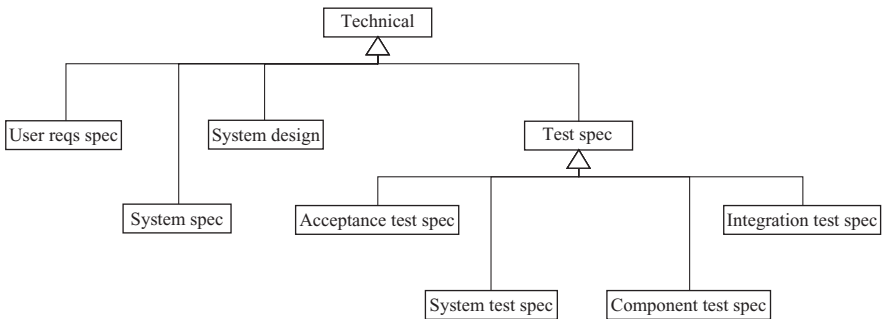 Technical
User reqs spec
System design
Test spec
System spec
Acceptance test spec
Integration test spec
System test spec
Component test spec